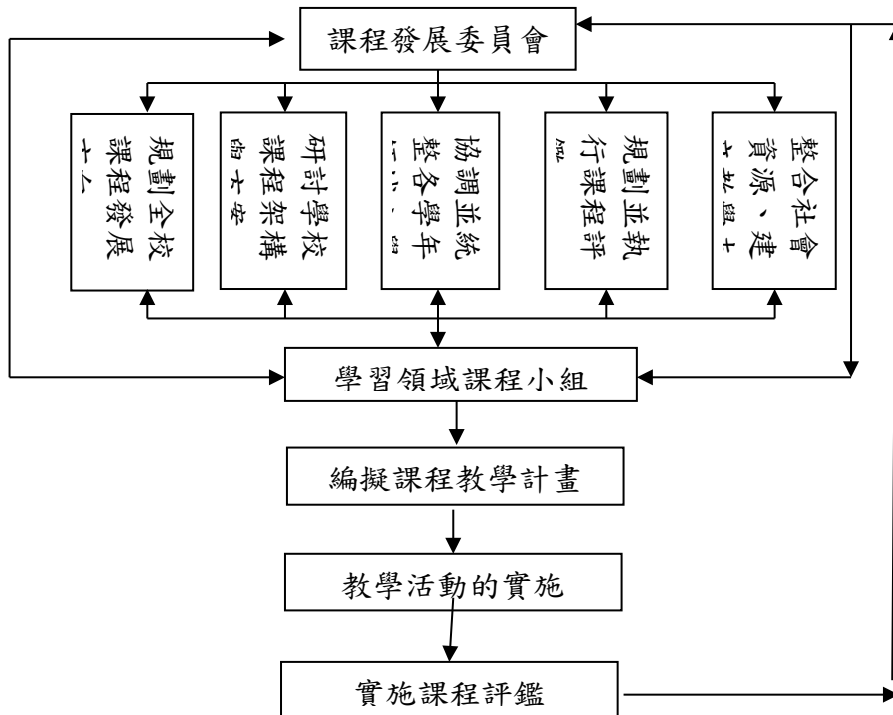 課程發展委員會
規劃全校
課程發展
研討學校
課程架構
協調並統
整各學年
規劃並執
行課程評
整合社會
資源、建
學習領域課程小組
編擬課程教學計畫
教學活動的實施
實施課程評鑑